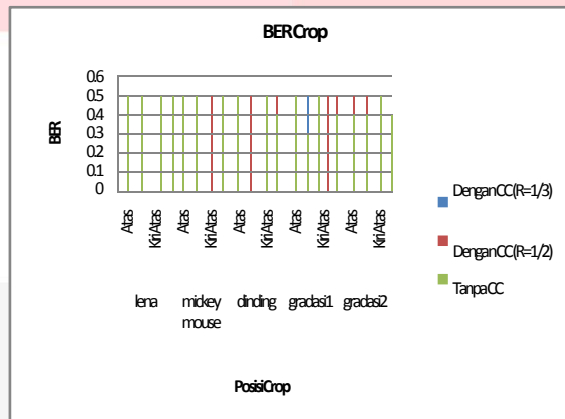 BER Crop
BER
0.6
0.5
0.4
0.3
0.2
0.1
0
Atas
Kiri Atas
Atas
Kiri Atas
Atas
Kiri Atas
Atas
Kiri Atas
Atas
Kiri Atas
lena
mickey mouse
dinding
gradasi1
gradasi2
Posisi Crop
Dengan CC (R=1/3)
Dengan CC (R=1/2)
Tanpa CC